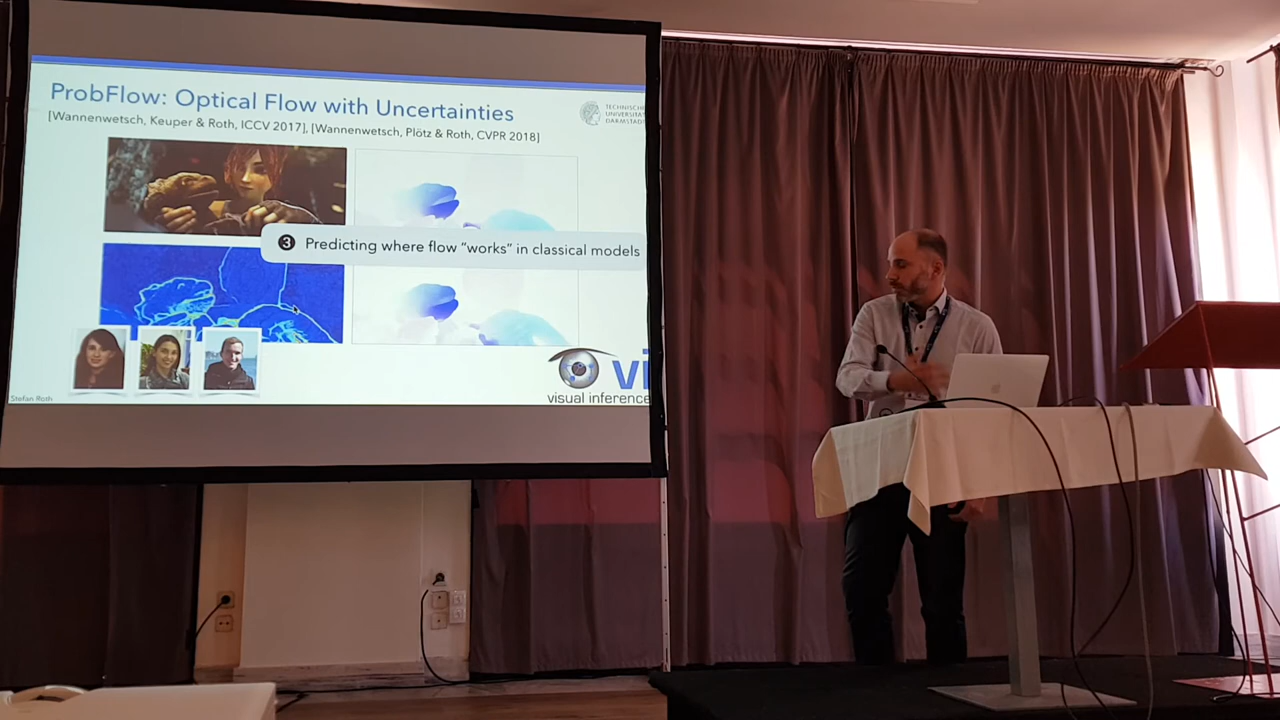 ProbFlow: Optical Flow with Uncertainties
[Wannenwetsch, Keuper & Roth, ICCV 2017], [Wannenwetsch, Plötz & Roth, CVPR 2018]
TECHNISCHE
UNIVERSITÄT
DARMSTADT
3 Predicting where flow “works” in classical models
vi
visual inference
Stefan Roth